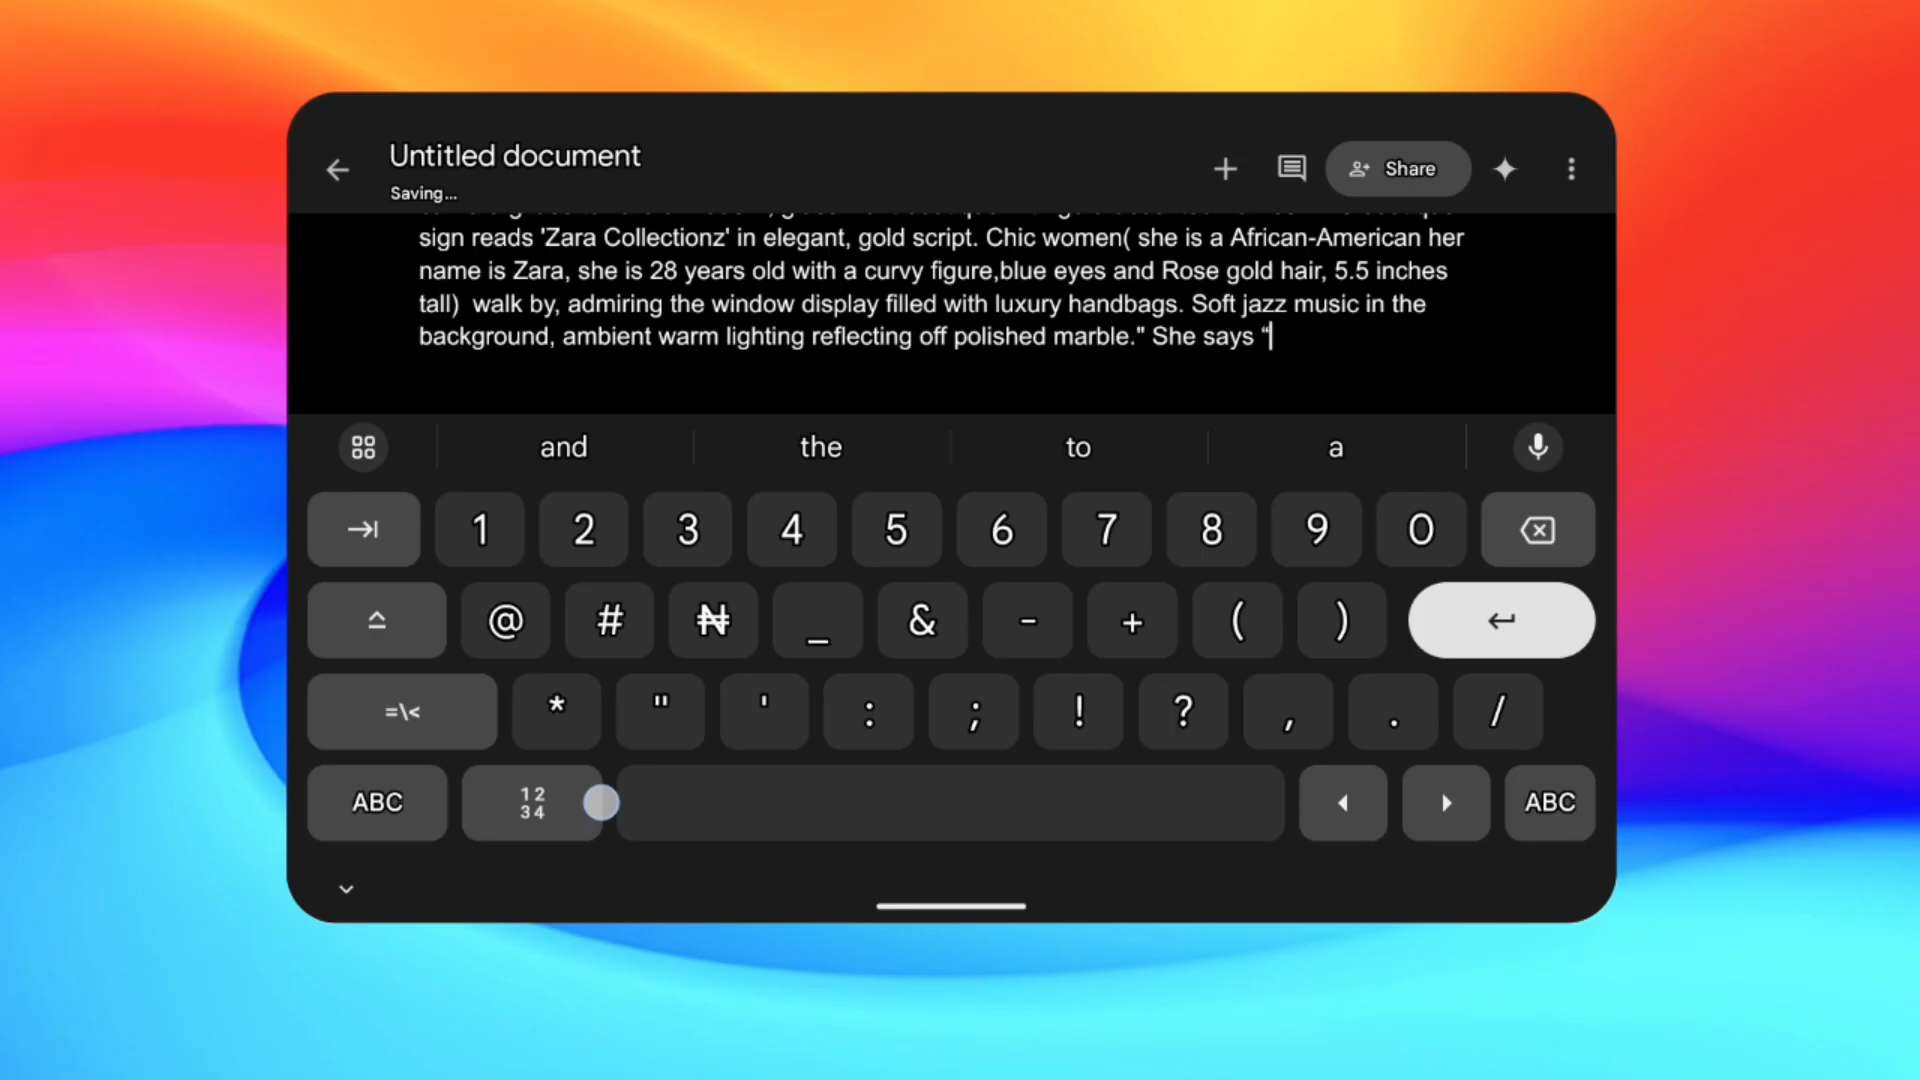 Untitled document
Saving...
Share
sign reads 'Zara Collectionz' in elegant, gold script. Chic women( she is a African-American her
name is Zara, she is 28 years old with a curvy figure,blue eyes and Rose gold hair, 5.5 inches
tall)  walk by, admiring the window display filled with luxury handbags. Soft jazz music in the
background, ambient warm lighting reflecting off polished marble." She says “
and the to a
1 2 3 4 5 6 7 8 9 0
@ # ₦ _ & - + ( )
=\< * " ' : ; ! ? , . /
ABC 12 34 ABC